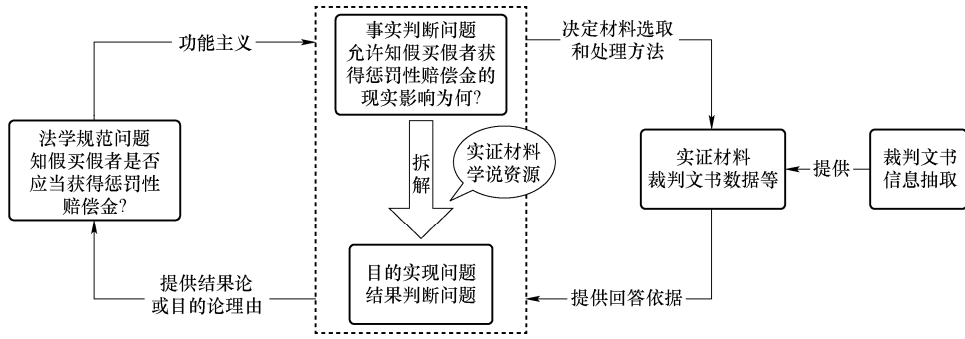 功能主义
事实判断问题
允许知假买假者获
得惩罚性赔偿金的
现实影响为何?
决定材料选取
和处理方法
法学规范问题
知假买假者是否
应当获得惩罚性
赔偿金?
拆
解
实证材料
学说资源
实证材料
裁判文书数据等
提供
裁判文书
信息抽取
目的实现问题
结果判断问题
提供结果论
或目的论理由
提供回答依据